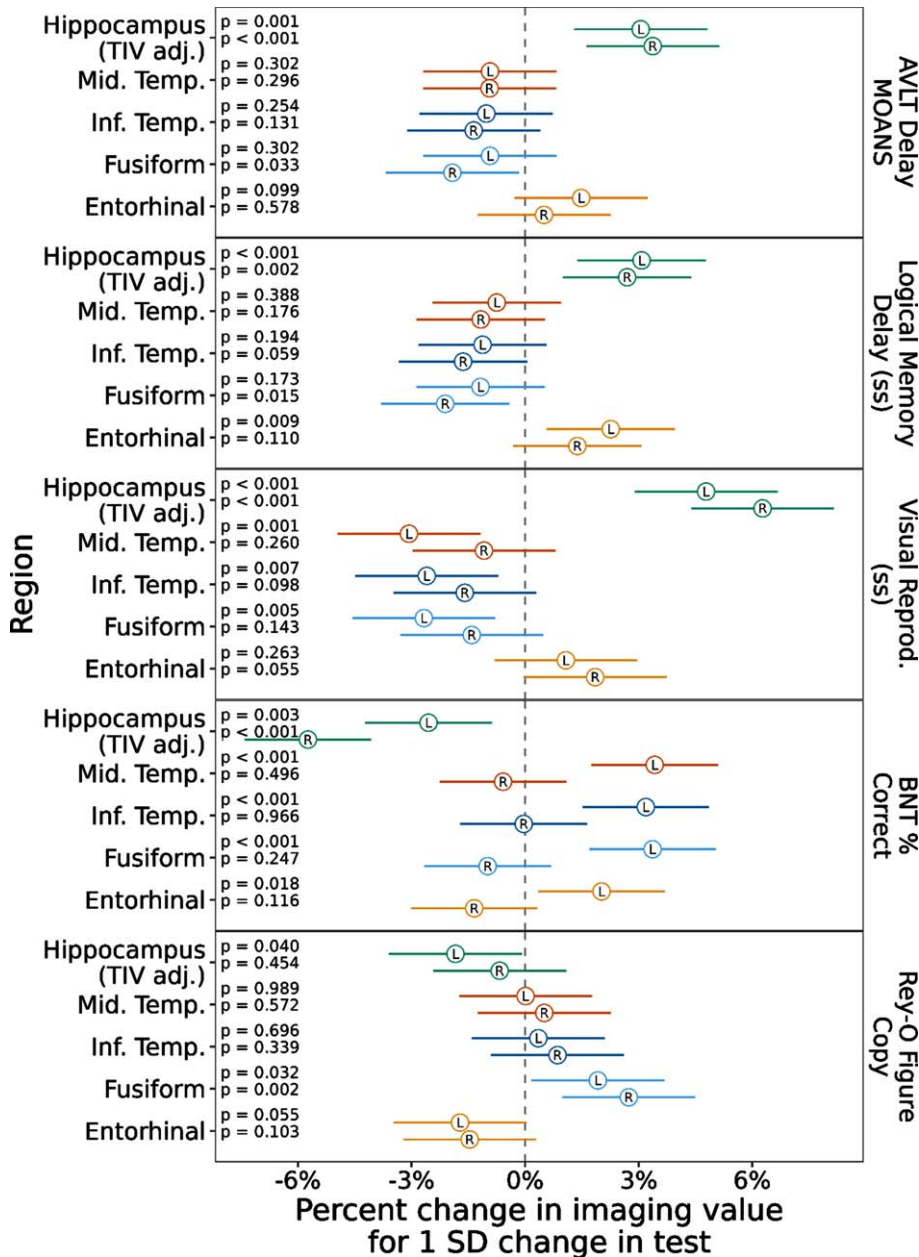 Hippocampus
(TIV adj.)
p = 0.001
p < 0.001
L
R
Mid. Temp.
p = 0.302
p = 0.296
L
R
Inf. Temp.
p = 0.254
p = 0.131
L
R
Fusiform
p = 0.302
p = 0.033
L
R
Entorhinal
p = 0.099
p = 0.578
L
R
AVLT Delay
MOANS
Hippocampus
(TIV adj.)
p < 0.001
p = 0.002
L
R
Mid. Temp.
p = 0.388
p = 0.176
L
R
Inf. Temp.
p = 0.194
p = 0.059
L
R
Fusiform
p = 0.173
p = 0.015
L
R
Entorhinal
p = 0.009
p = 0.110
L
R
Logical Memory
Delay (ss)
Hippocampus
(TIV adj.)
p < 0.001
p < 0.001
L
R
Mid. Temp.
p = 0.001
p = 0.260
L
R
Inf. Temp.
p = 0.007
p = 0.098
L
R
Fusiform
p = 0.005
p = 0.143
L
R
Entorhinal
p = 0.263
p = 0.055
L
R
Visual Reprod.
(ss)
Region
Hippocampus
(TIV adj.)
p = 0.003
p < 0.001
L
R
Mid. Temp.
p < 0.001
p = 0.496
L
R
Inf. Temp.
p < 0.001
p = 0.966
L
R
Fusiform
p < 0.001
p = 0.247
L
R
Entorhinal
p = 0.018
p = 0.116
L
R
BNT %
Correct
Hippocampus
(TIV adj.)
p = 0.040
p = 0.454
L
R
Mid. Temp.
p = 0.989
p = 0.572
L
R
Inf. Temp.
p = 0.696
p = 0.339
L
R
Fusiform
p = 0.032
p = 0.002
L
R
Entorhinal
p = 0.055
p = 0.103
L
R
Rey-O Figure
Copy
-6% -3% 0% 3% 6%
Percent change in imaging value
for 1 SD change in test